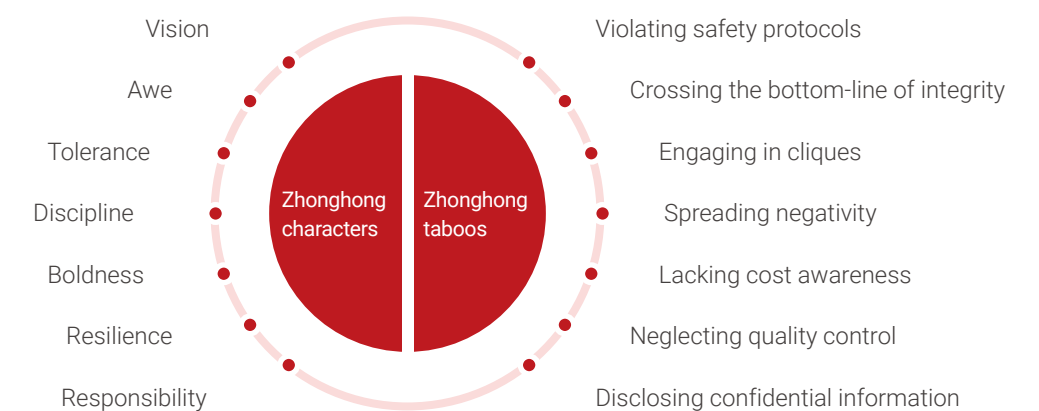 Vision
Awe
Tolerance
Discipline
Boldness
Resilience
Responsibility
Zhonghong
characters
Zhonghong
taboos
Violating safety protocols
Crossing the bottom-line of integrity
Engaging in cliques
Spreading negativity
Lacking cost awareness
Neglecting quality control
Disclosing confidential information